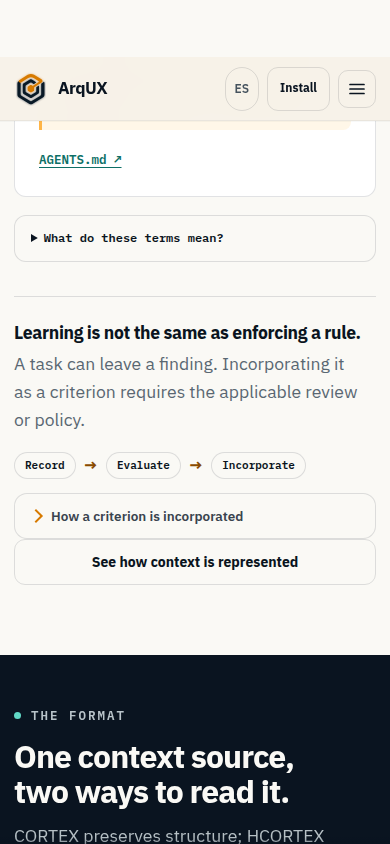 ArqUX
ES
Install
AGENTS.md ↗
▶ What do these terms mean?
Learning is not the same as enforcing a rule.
A task can leave a finding. Incorporating it
as a criterion requires the applicable review
or policy.
Record → Evaluate → Incorporate
How a criterion is incorporated
See how context is represented
THE FORMAT
One context source,
two ways to read it.
CORTEX preserves structure; HCORTEX